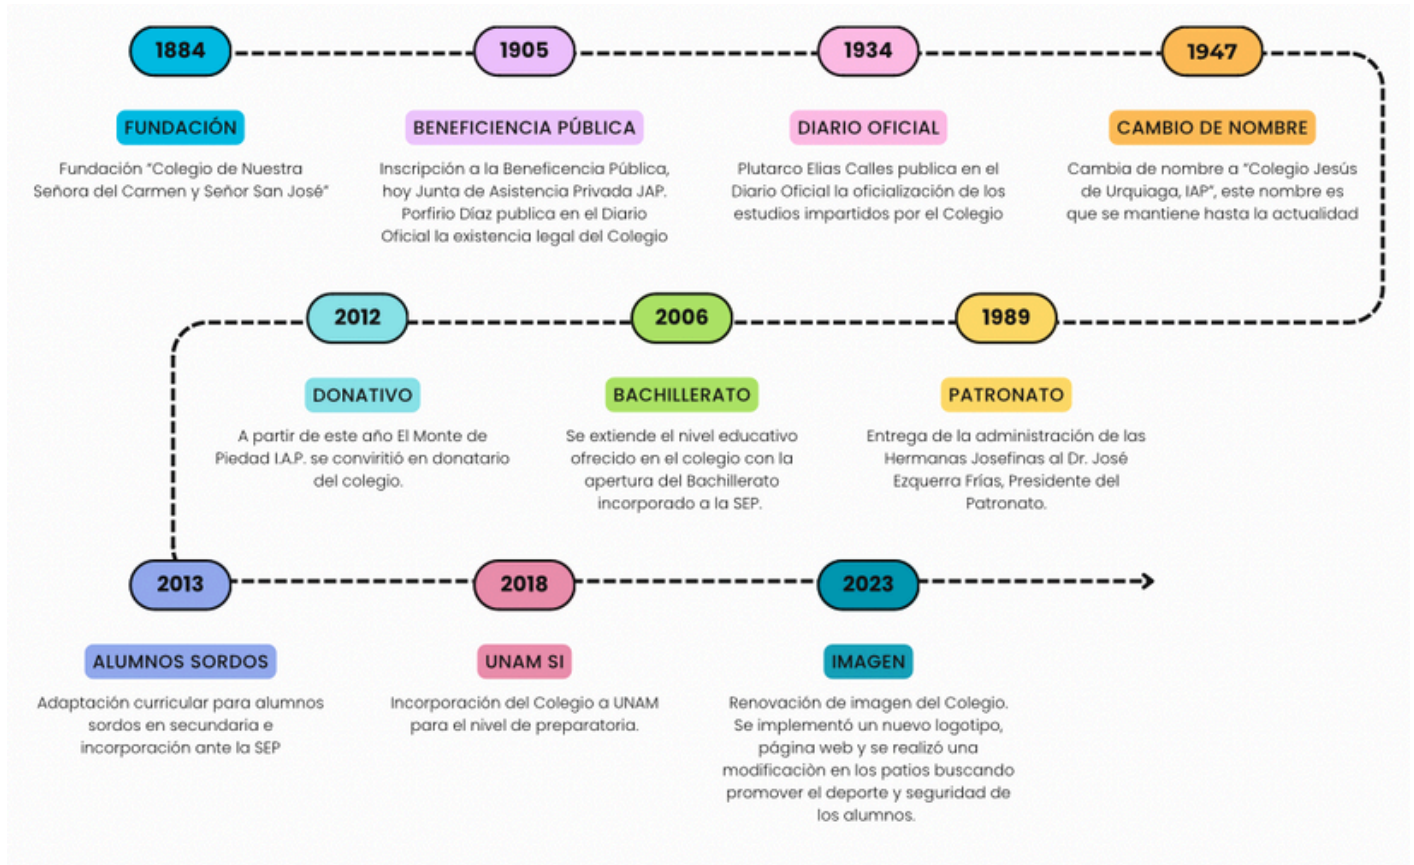 1884
FUNDACIÓN
Fundación “Colegio de Nuestra
Señora del Carmen y Señor San José”
1905
BENEFICIENCIA PÚBLICA
Inscripción a la Beneficencia Pública,
hoy Junta de Asistencia Privada JAP.
Porfirio Díaz publica en el Diario
Oficial la existencia legal del Colegio
1934
DIARIO OFICIAL
Plutarco Elias Calles publica en el
Diario Oficial la oficialización de los
estudios impartidos por el Colegio
1947
CAMBIO DE NOMBRE
Cambia de nombre a “Colegio Jesús
de Urquiaga, IAP”, este nombre es
que se mantiene hasta la actualidad
1989
PATRONATO
Entrega de la administración de las
Hermanas Josefinas al Dr. José
Ezquerra Frías, Presidente del
Patronato.
2006
BACHILLERATO
Se extiende el nivel educativo
ofrecido en el colegio con la
apertura del Bachillerato
incorporado a la SEP.
2012
DONATIVO
A partir de este año El Monte de
Piedad I.A.P. se conviritió en donatario
del colegio.
2013
ALUMNOS SORDOS
Adaptación curricular para alumnos
sordos en secundaria e
incorporación ante la SEP
2018
UNAM SI
Incorporación del Colegio a UNAM
para el nivel de preparatoria.
2023
IMAGEN
Renovación de imagen del Colegio.
Se implementó un nuevo logotipo,
página web y se realizó una
modificaciòn en los patios buscando
promover el deporte y seguridad de
los alumnos.